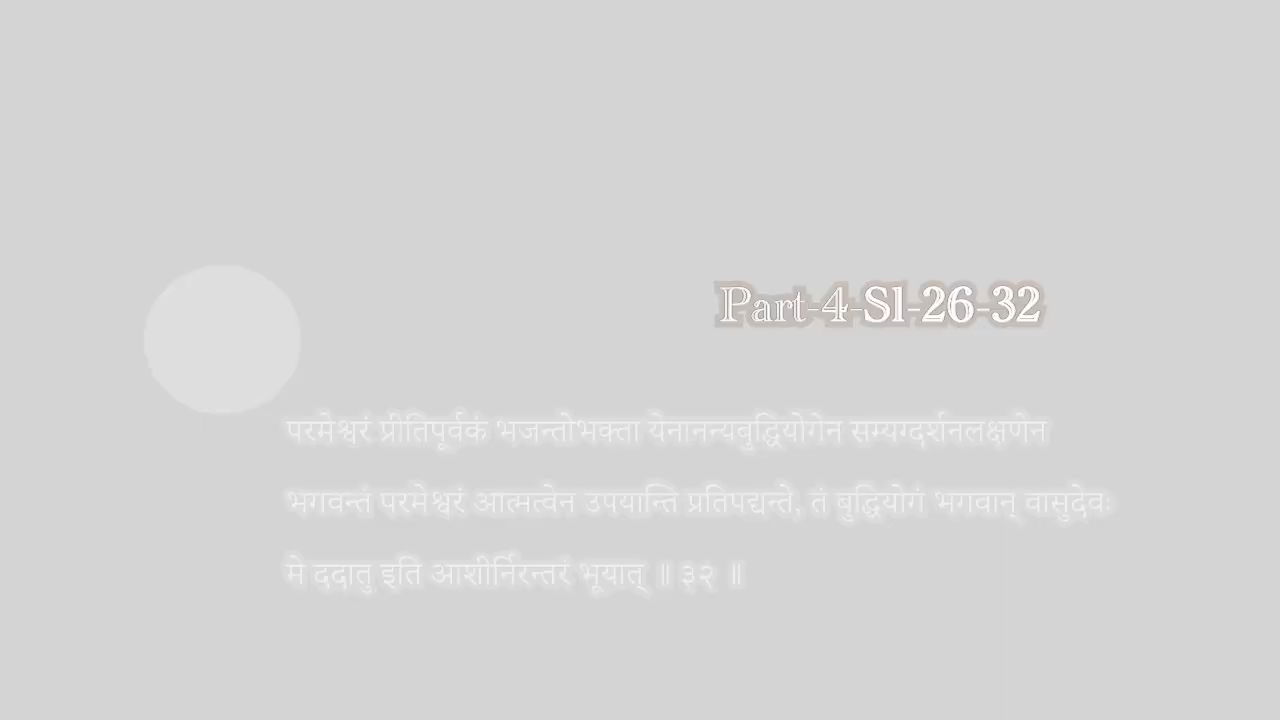 Part-4-Sl-26-32
परमेश्वरं प्रीतिपूर्वकं भजन्तोभक्ता येनानन्यबुद्धियोगेन सम्यग्दर्शनलक्षणेन
भगवन्तं परमेश्वरं आत्मत्वेन उपयान्ति प्रतिपद्यन्ते, तं बुद्धियोगं भगवान् वासुदेवः
मे ददातु इति आशीर्निरन्तरं भूयात् ॥ ३२ ॥